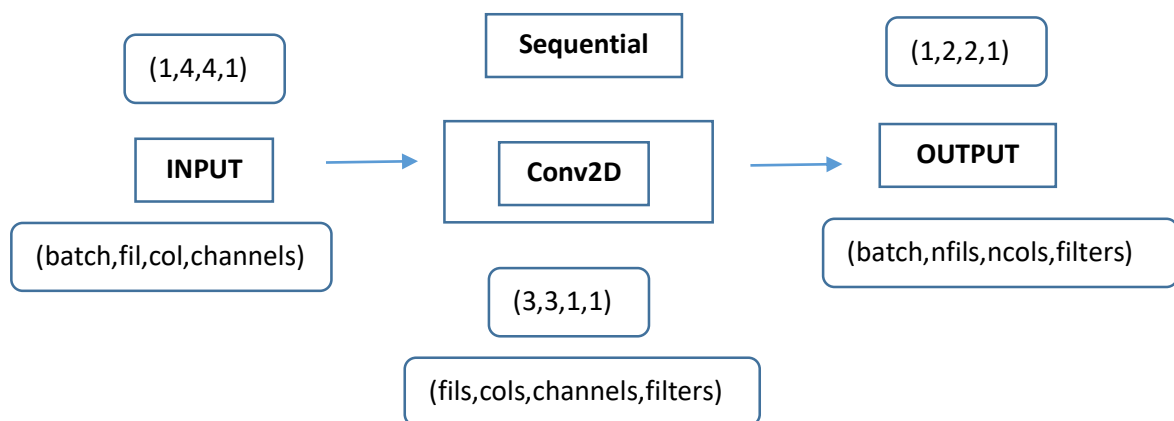 Sequential
(1,4,4,1)
(1,2,2,1)
INPUT
Conv2D
OUTPUT
(batch,fil,col,channels)
(batch,nfils,ncols,filters)
(3,3,1,1)
(fils,cols,channels,filters)